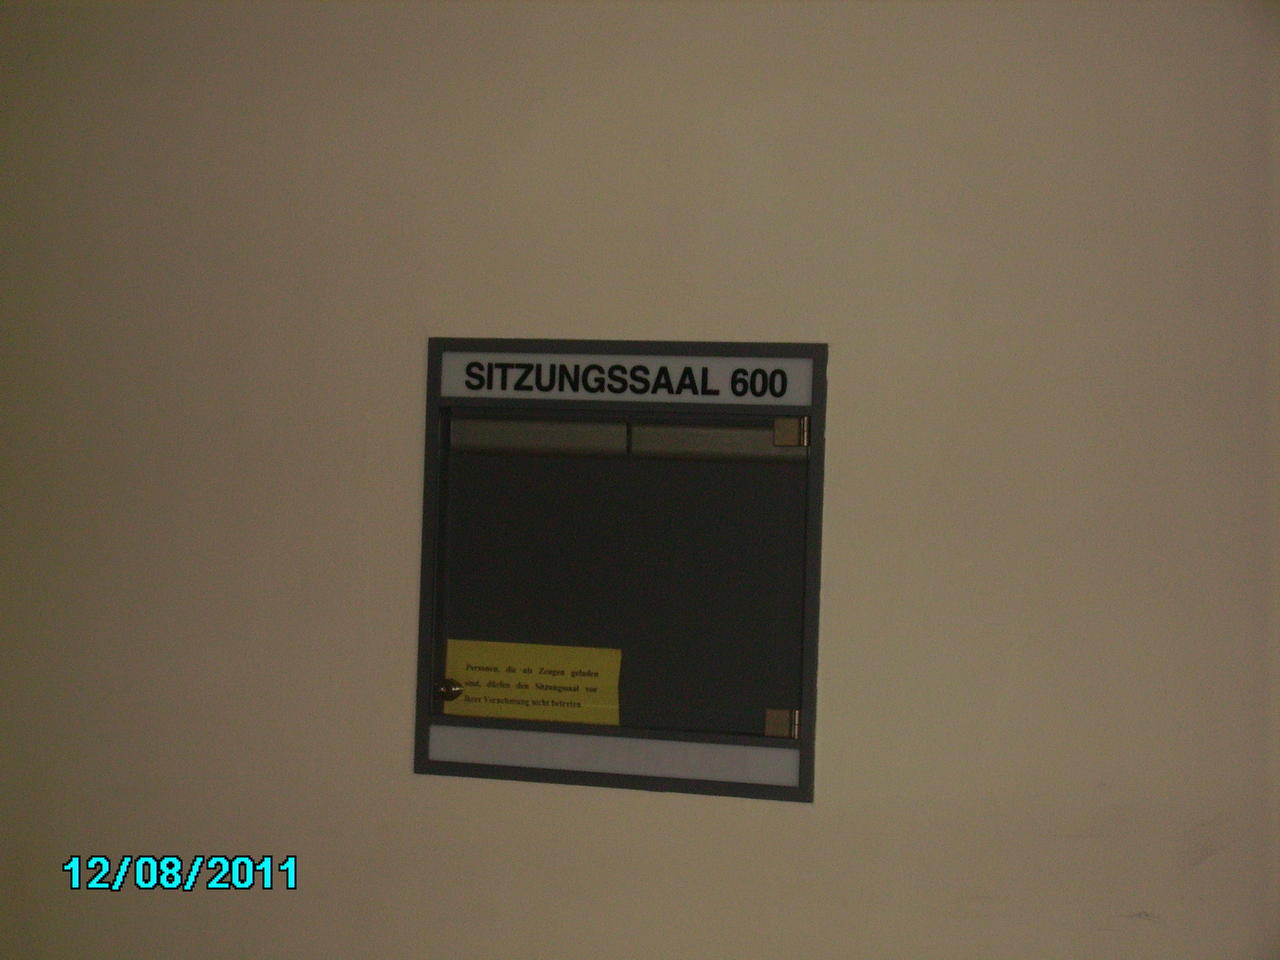 SITZUNGSSAAL 600
Personen, die als Zeugen geladen
sind, dürfen den Sitzungssaal vor
ihrer Vernehmung nicht betreten
12/08/2011